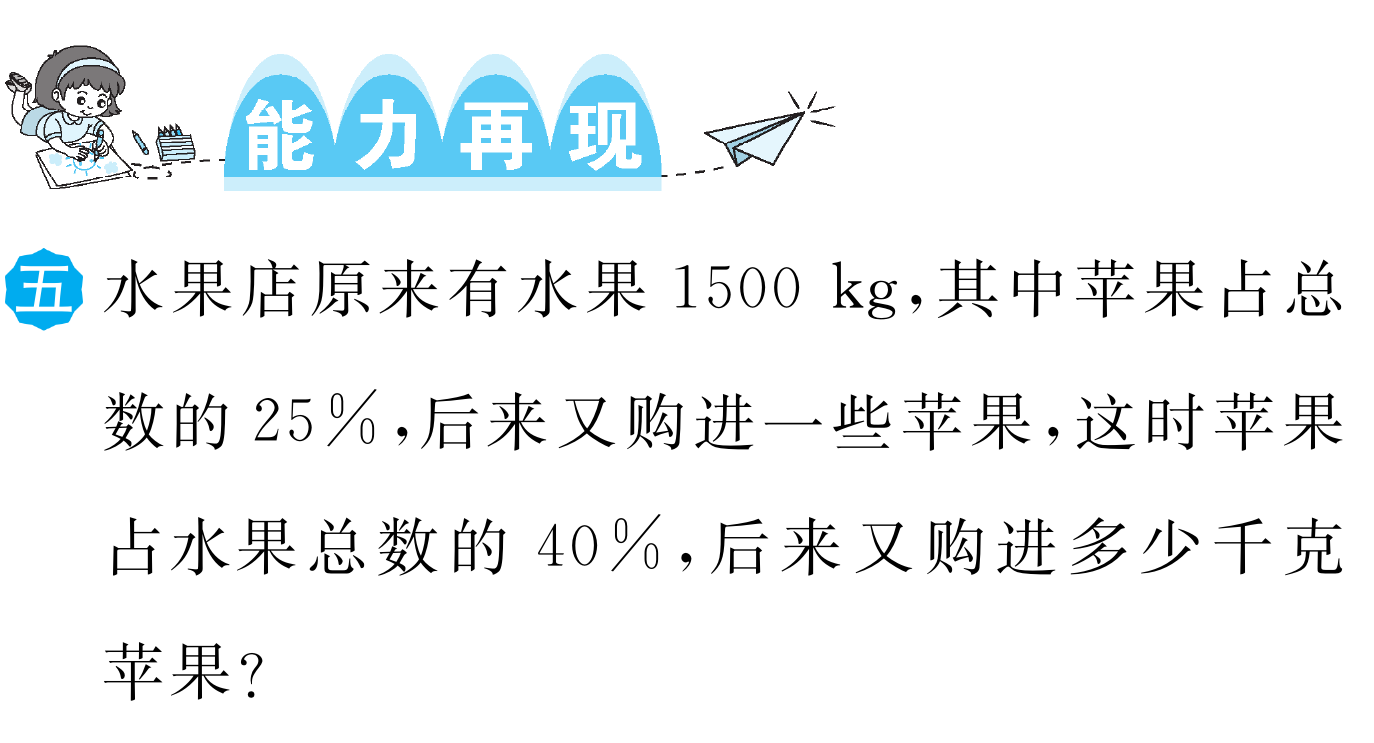 能力再现
五 水果店原来有水果 1500 kg,其中苹果占总
数的 25%,后来又购进一些苹果,这时苹果
占水果总数的 40%,后来又购进多少千克
苹果?